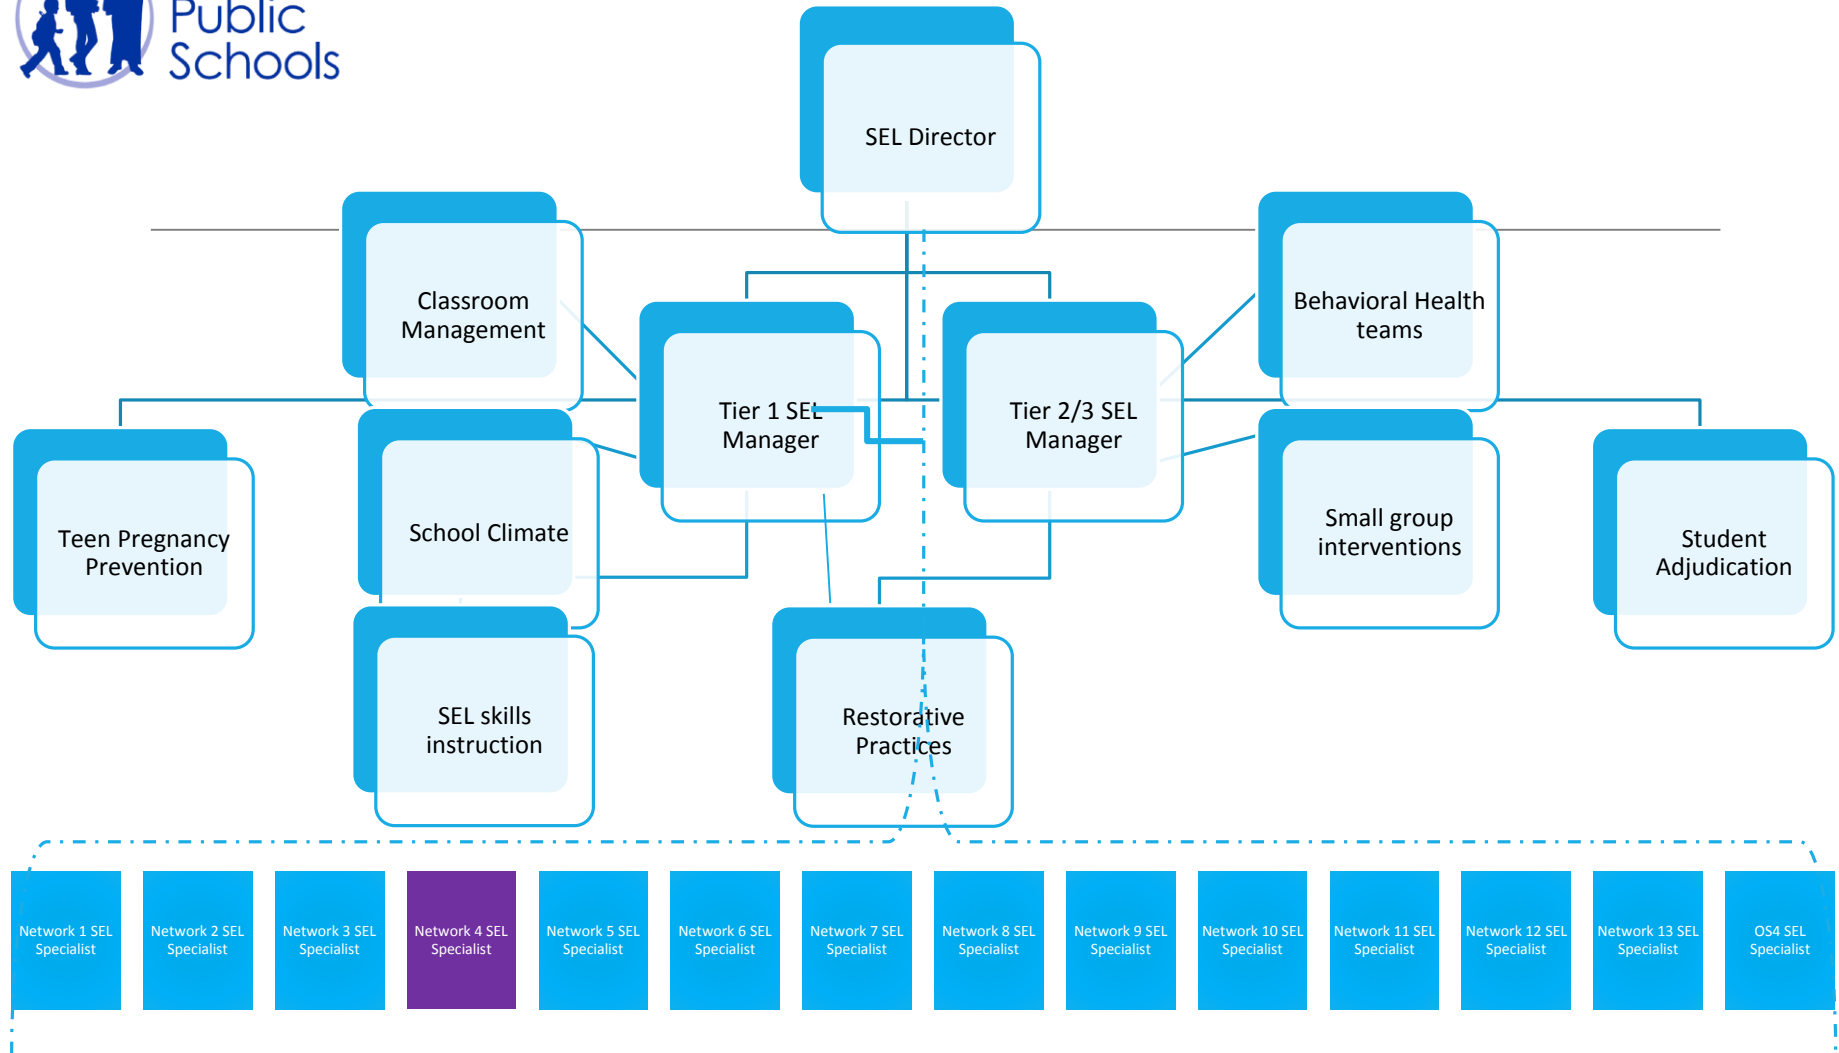 Public
Schools
SEL Director
Classroom
Management
Behavioral Health
teams
Tier 1 SEL
Manager
Tier 2/3 SEL
Manager
Teen Pregnancy
Prevention
School Climate
Small group
interventions
Student
Adjudication
SEL skills
instruction
Restorative
Practices
Network 1 SEL
Specialist
Network 2 SEL
Specialist
Network 3 SEL
Specialist
Network 4 SEL
Specialist
Network 5 SEL
Specialist
Network 6 SEL
Specialist
Network 7 SEL
Specialist
Network 8 SEL
Specialist
Network 9 SEL
Specialist
Network 10 SEL
Specialist
Network 11 SEL
Specialist
Network 12 SEL
Specialist
Network 13 SEL
Specialist
OS4 SEL
Specialist